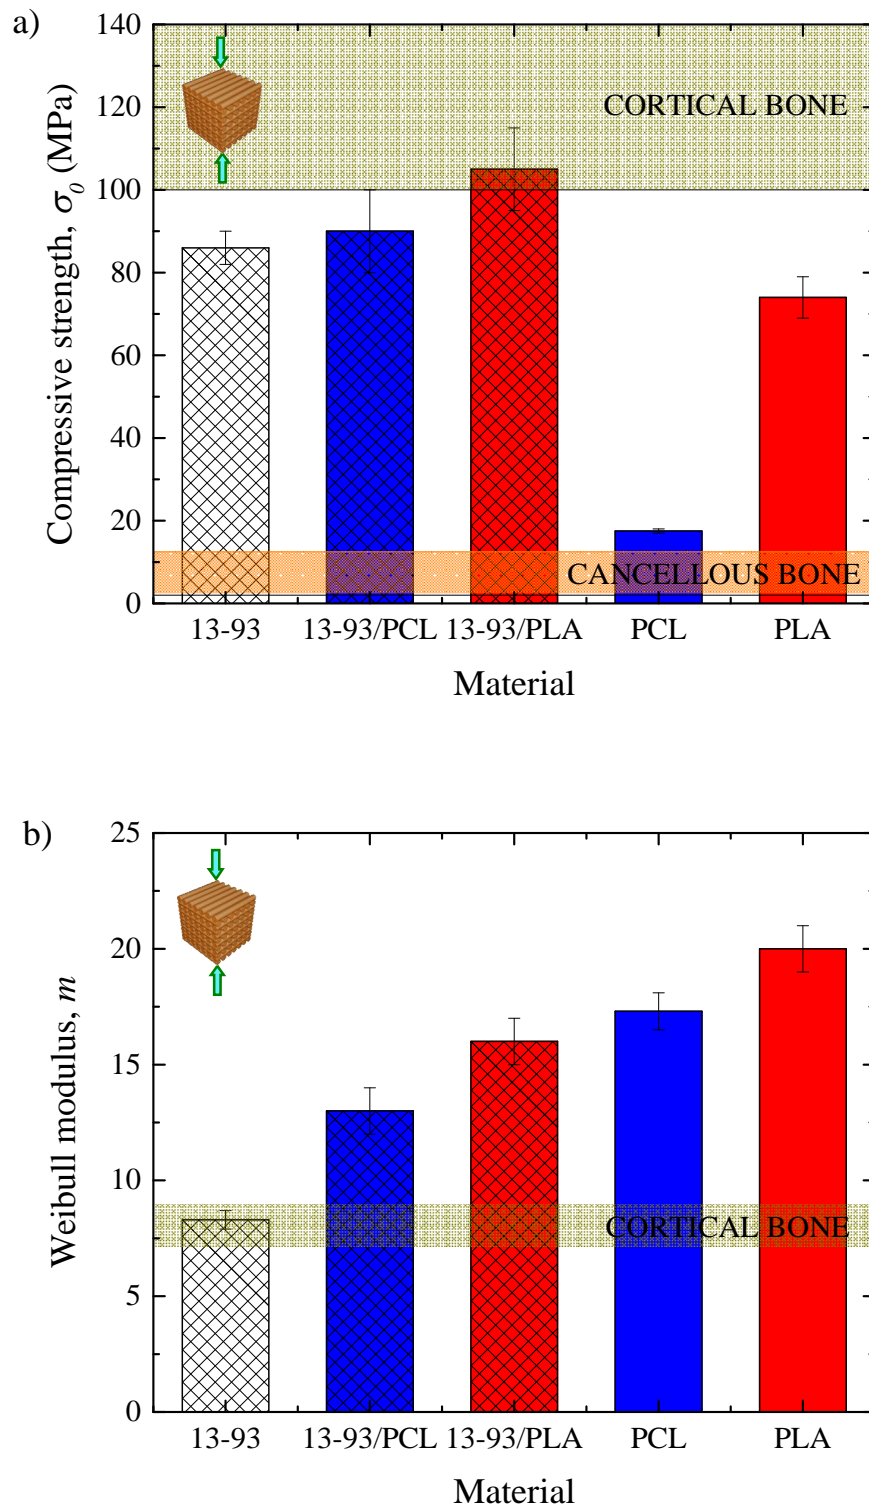 a)
140
120
100
80
60
40
20
0
Compressive strength, σ0 (MPa)
CORTICAL BONE
CANCELLOUS BONE
13-93 13-93/PCL 13-93/PLA PCL PLA
Material
b)
25
20
15
10
5
0
Weibull modulus, m
CORTICAL BONE
13-93 13-93/PCL 13-93/PLA PCL PLA
Material